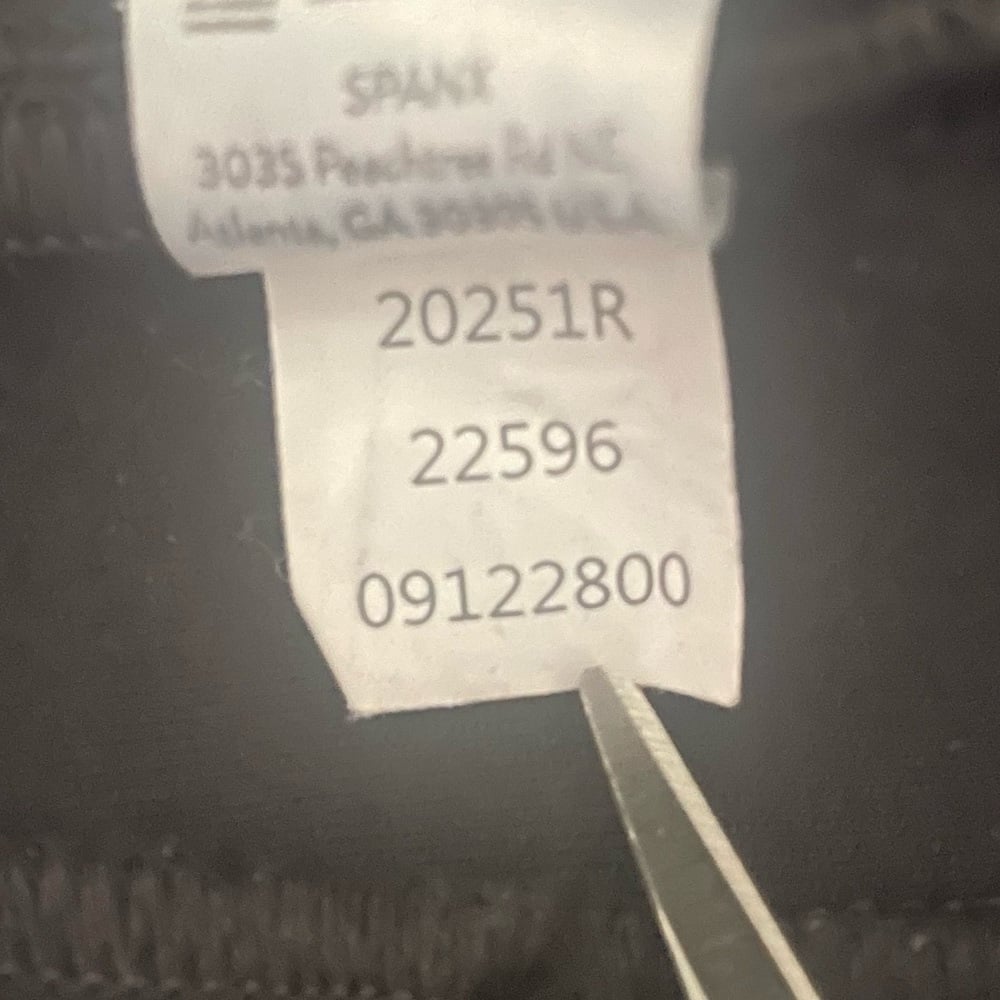 SPANX
3035 Peachtree Rd NE
Atlanta, GA 30305 U.S.A.
20251R
22596
09122800